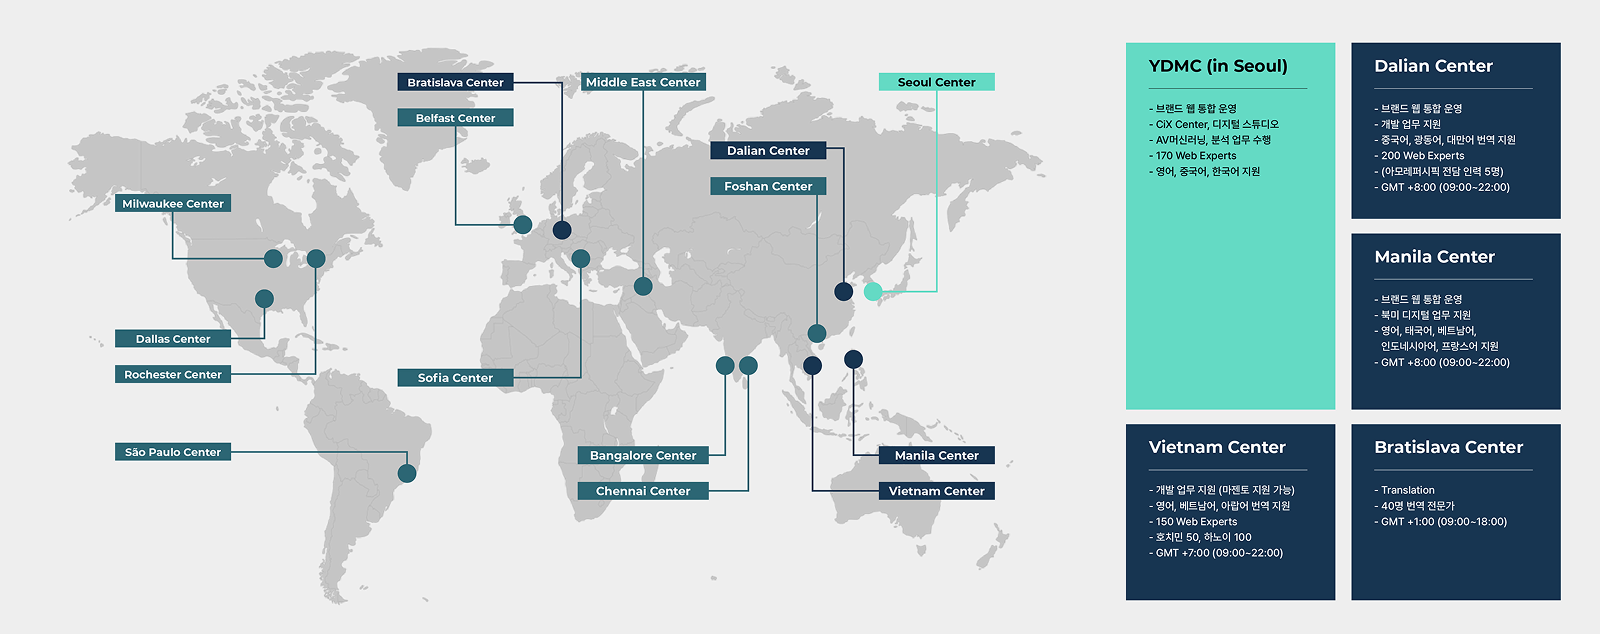 Bratislava Center
Belfast Center
Middle East Center
Seoul Center
Dalian Center
Foshan Center
Milwaukee Center
Dallas Center
Rochester Center
Sofia Center
São Paulo Center
Bangalore Center
Chennai Center
Manila Center
Vietnam Center
YDMC (in Seoul)
- 브랜드 웹 통합 운영
- CiX Center, 디지털 스튜디오
- AV머신러닝, 분석 업무 수행
- 170 Web Experts
- 영어, 중국어, 한국어 지원
Dalian Center
- 브랜드 웹 통합 운영
- 개발 업무 지원
- 중국어, 광둥어, 대만어 번역 지원
- 200 Web Experts
- (아모레퍼시픽 전담 인력 5명)
- GMT +8:00 (09:00~22:00)
Manila Center
- 브랜드 웹 통합 운영
- 북미 디지털 업무 지원
- 영어, 태국어, 베트남어,
인도네시아어, 프랑스어 지원
- GMT +8:00 (09:00~22:00)
Vietnam Center
- 개발 업무 지원 (마젠토 지원 가능)
- 영어, 베트남어, 아랍어 번역 지원
- 150 Web Experts
- 호치민 50, 하노이 100
- GMT +7:00 (09:00~22:00)
Bratislava Center
- Translation
- 40명 번역 전문가
- GMT +1:00 (09:00~18:00)